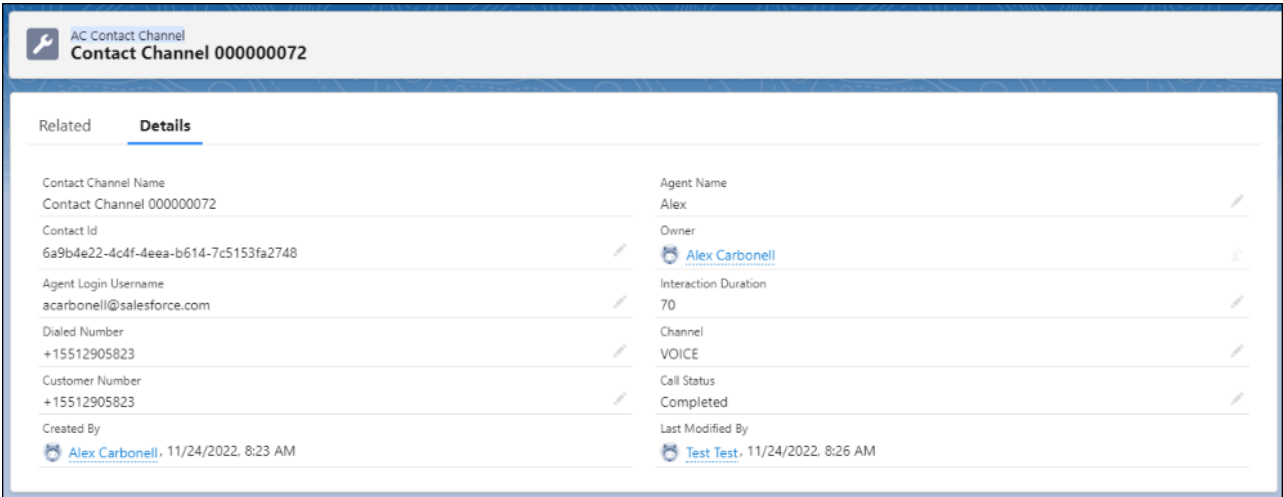 AC Contact Channel
Contact Channel 000000072
Related Details
Contact Channel Name
Contact Channel 000000072
Agent Name
Alex
Contact Id
6a9b4e22-4c4f-4eea-b614-7c5153fa2748
Owner
Alex Carbonell
Agent Login Username
acarbonell@salesforce.com
Interaction Duration
70
Dialed Number
+15512905823
Channel
VOICE
Customer Number
+15512905823
Call Status
Completed
Created By
Alex Carbonell, 11/24/2022, 8:23 AM
Last Modified By
Test Test, 11/24/2022, 8:26 AM